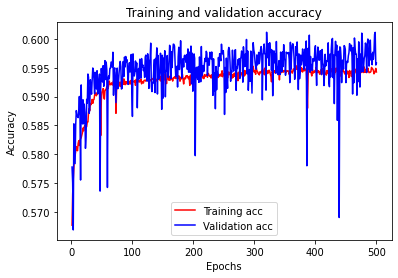 Training and validation accuracy
Accuracy
0.600
0.595
0.590
0.585
0.580
0.575
0.570
Training acc
Validation acc
0
100
200
300
400
500
Epochs